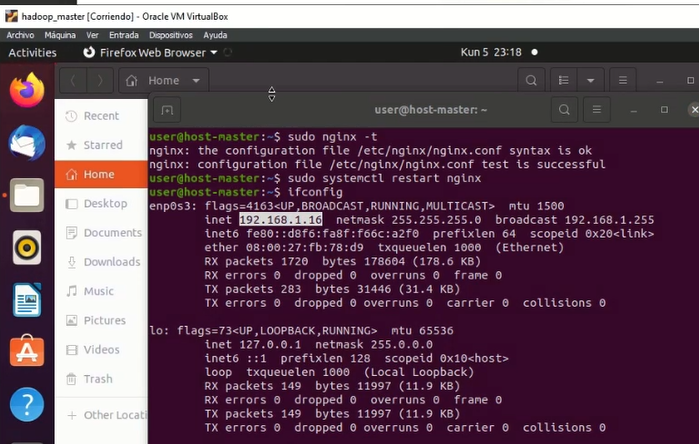 hadoop_master [Corriendo] - Oracle VM VirtualBox
Archivo Máquina Ver Entrada Dispositivos Ayuda
Activities Firefox Web Browser Kun 5 23:18
Home
user@host-master: ~
Recent
Starred
Home
Desktop
Documents
Downloads
Music
Pictures
Videos
Trash
+ Other Locati
user@host-master:~$ sudo nginx -t
nginx: the configuration file /etc/nginx/nginx.conf syntax is ok
nginx: configuration file /etc/nginx/nginx.conf test is successful
user@host-master:~$ sudo systemctl restart nginx
user@host-master:~$ ifconfig
enp0s3: flags=4163<UP,BROADCAST,RUNNING,MULTICAST> mtu 1500
inet 192.168.1.16 netmask 255.255.255.0 broadcast 192.168.1.255
inet6 fe80::d8f6:fa8f:f66c:a2f0 prefixlen 64 scopeid 0x20<link>
ether 08:00:27:fb:78:d9 txqueuelen 1000 (Ethernet)
RX packets 1720 bytes 178604 (178.6 KB)
RX errors 0 dropped 0 overruns 0 frame 0
TX packets 283 bytes 31446 (31.4 KB)
TX errors 0 dropped 0 overruns 0 carrier 0 collisions 0
lo: flags=73<UP,LOOPBACK,RUNNING> mtu 65536
inet 127.0.0.1 netmask 255.0.0.0
inet6 ::1 prefixlen 128 scopeid 0x10<host>
loop txqueuelen 1000 (Local Loopback)
RX packets 149 bytes 11997 (11.9 KB)
RX errors 0 dropped 0 overruns 0 frame 0
TX packets 149 bytes 11997 (11.9 KB)
TX errors 0 dropped 0 overruns 0 carrier 0 collisions 0